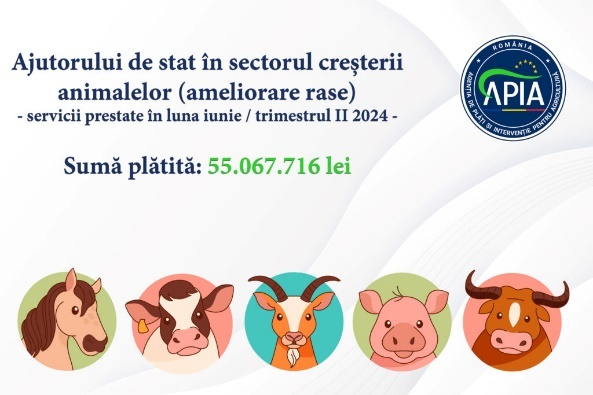 Ajutorului de stat în sectorul creșterii
animalelor (ameliorare rase)
- servicii prestate în luna iunie / trimestrul II 2024 -
Sumă plătită: 55.067.716 lei
ROMÂNIA
APIA
AGENȚIA DE PLĂȚI ȘI INTERVENȚIE PENTRU AGRICULTURĂ